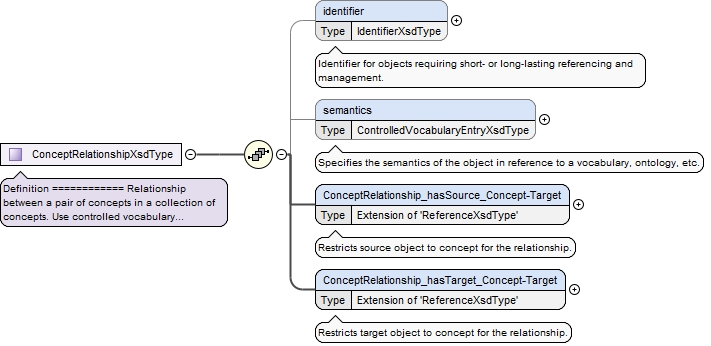 identifier
Type IdentifierXsdType
Identifier for objects requiring short- or long-lasting referencing and
management.
semantics
Type ControlledVocabularyEntryXsdType
Specifies the semantics of the object in reference to a vocabulary, ontology, etc.
ConceptRelationshipXsdType
Definition ============ Relationship
between a pair of concepts in a collection of
concepts. Use controlled vocabulary...
ConceptRelationship_hasSource_Concept-Target
Type Extension of 'ReferenceXsdType'
Restricts source object to concept for the relationship.
ConceptRelationship_hasTarget_Concept-Target
Type Extension of 'ReferenceXsdType'
Restricts target object to concept for the relationship.